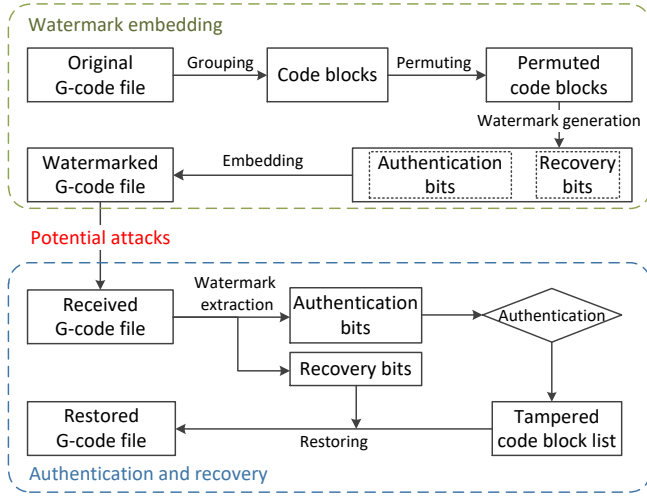 Watermark embedding
Original
G-code file
Grouping
Code blocks
Permuting
Permuted
code blocks
Watermark generation
Watermarked
G-code file
Embedding
Authentication
bits
Recovery
bits
Potential attacks
Received
G-code file
Watermark
extraction
Authentication
bits
Authentication
Recovery bits
Restored
G-code file
Restoring
Tampered
code block list
Authentication and recovery